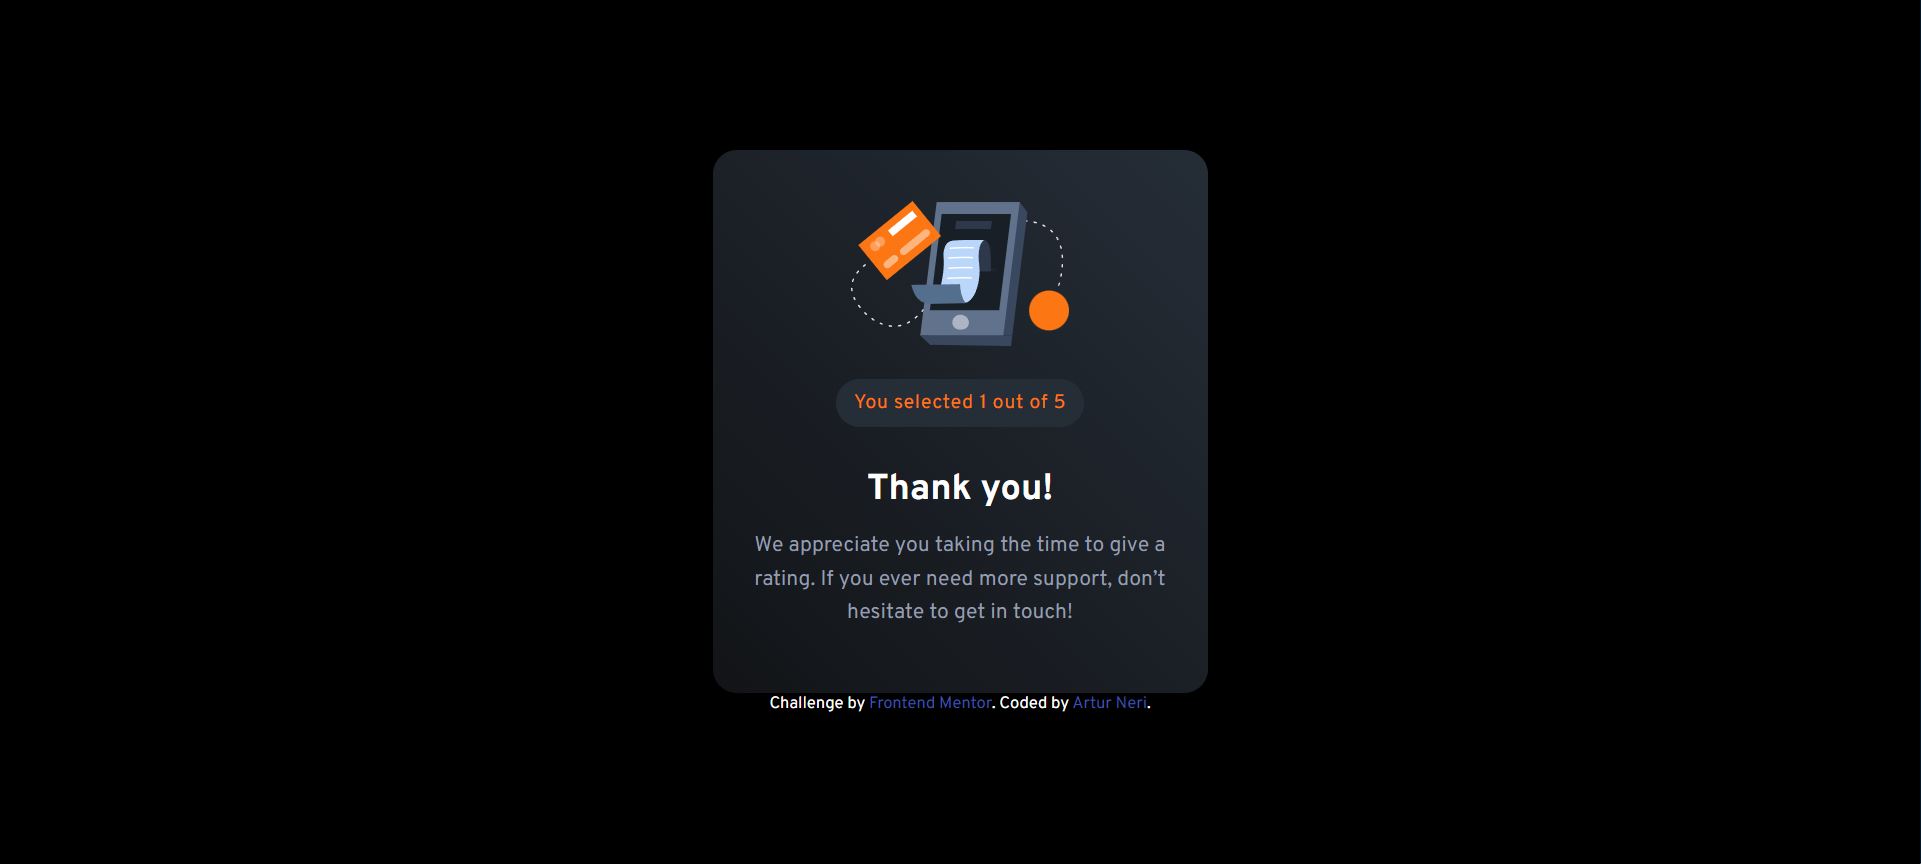 You selected 1 out of 5
Thank you!
We appreciate you taking the time to give a
rating. If you ever need more support, don’t
hesitate to get in touch!
Challenge by Frontend Mentor. Coded by Artur Neri.